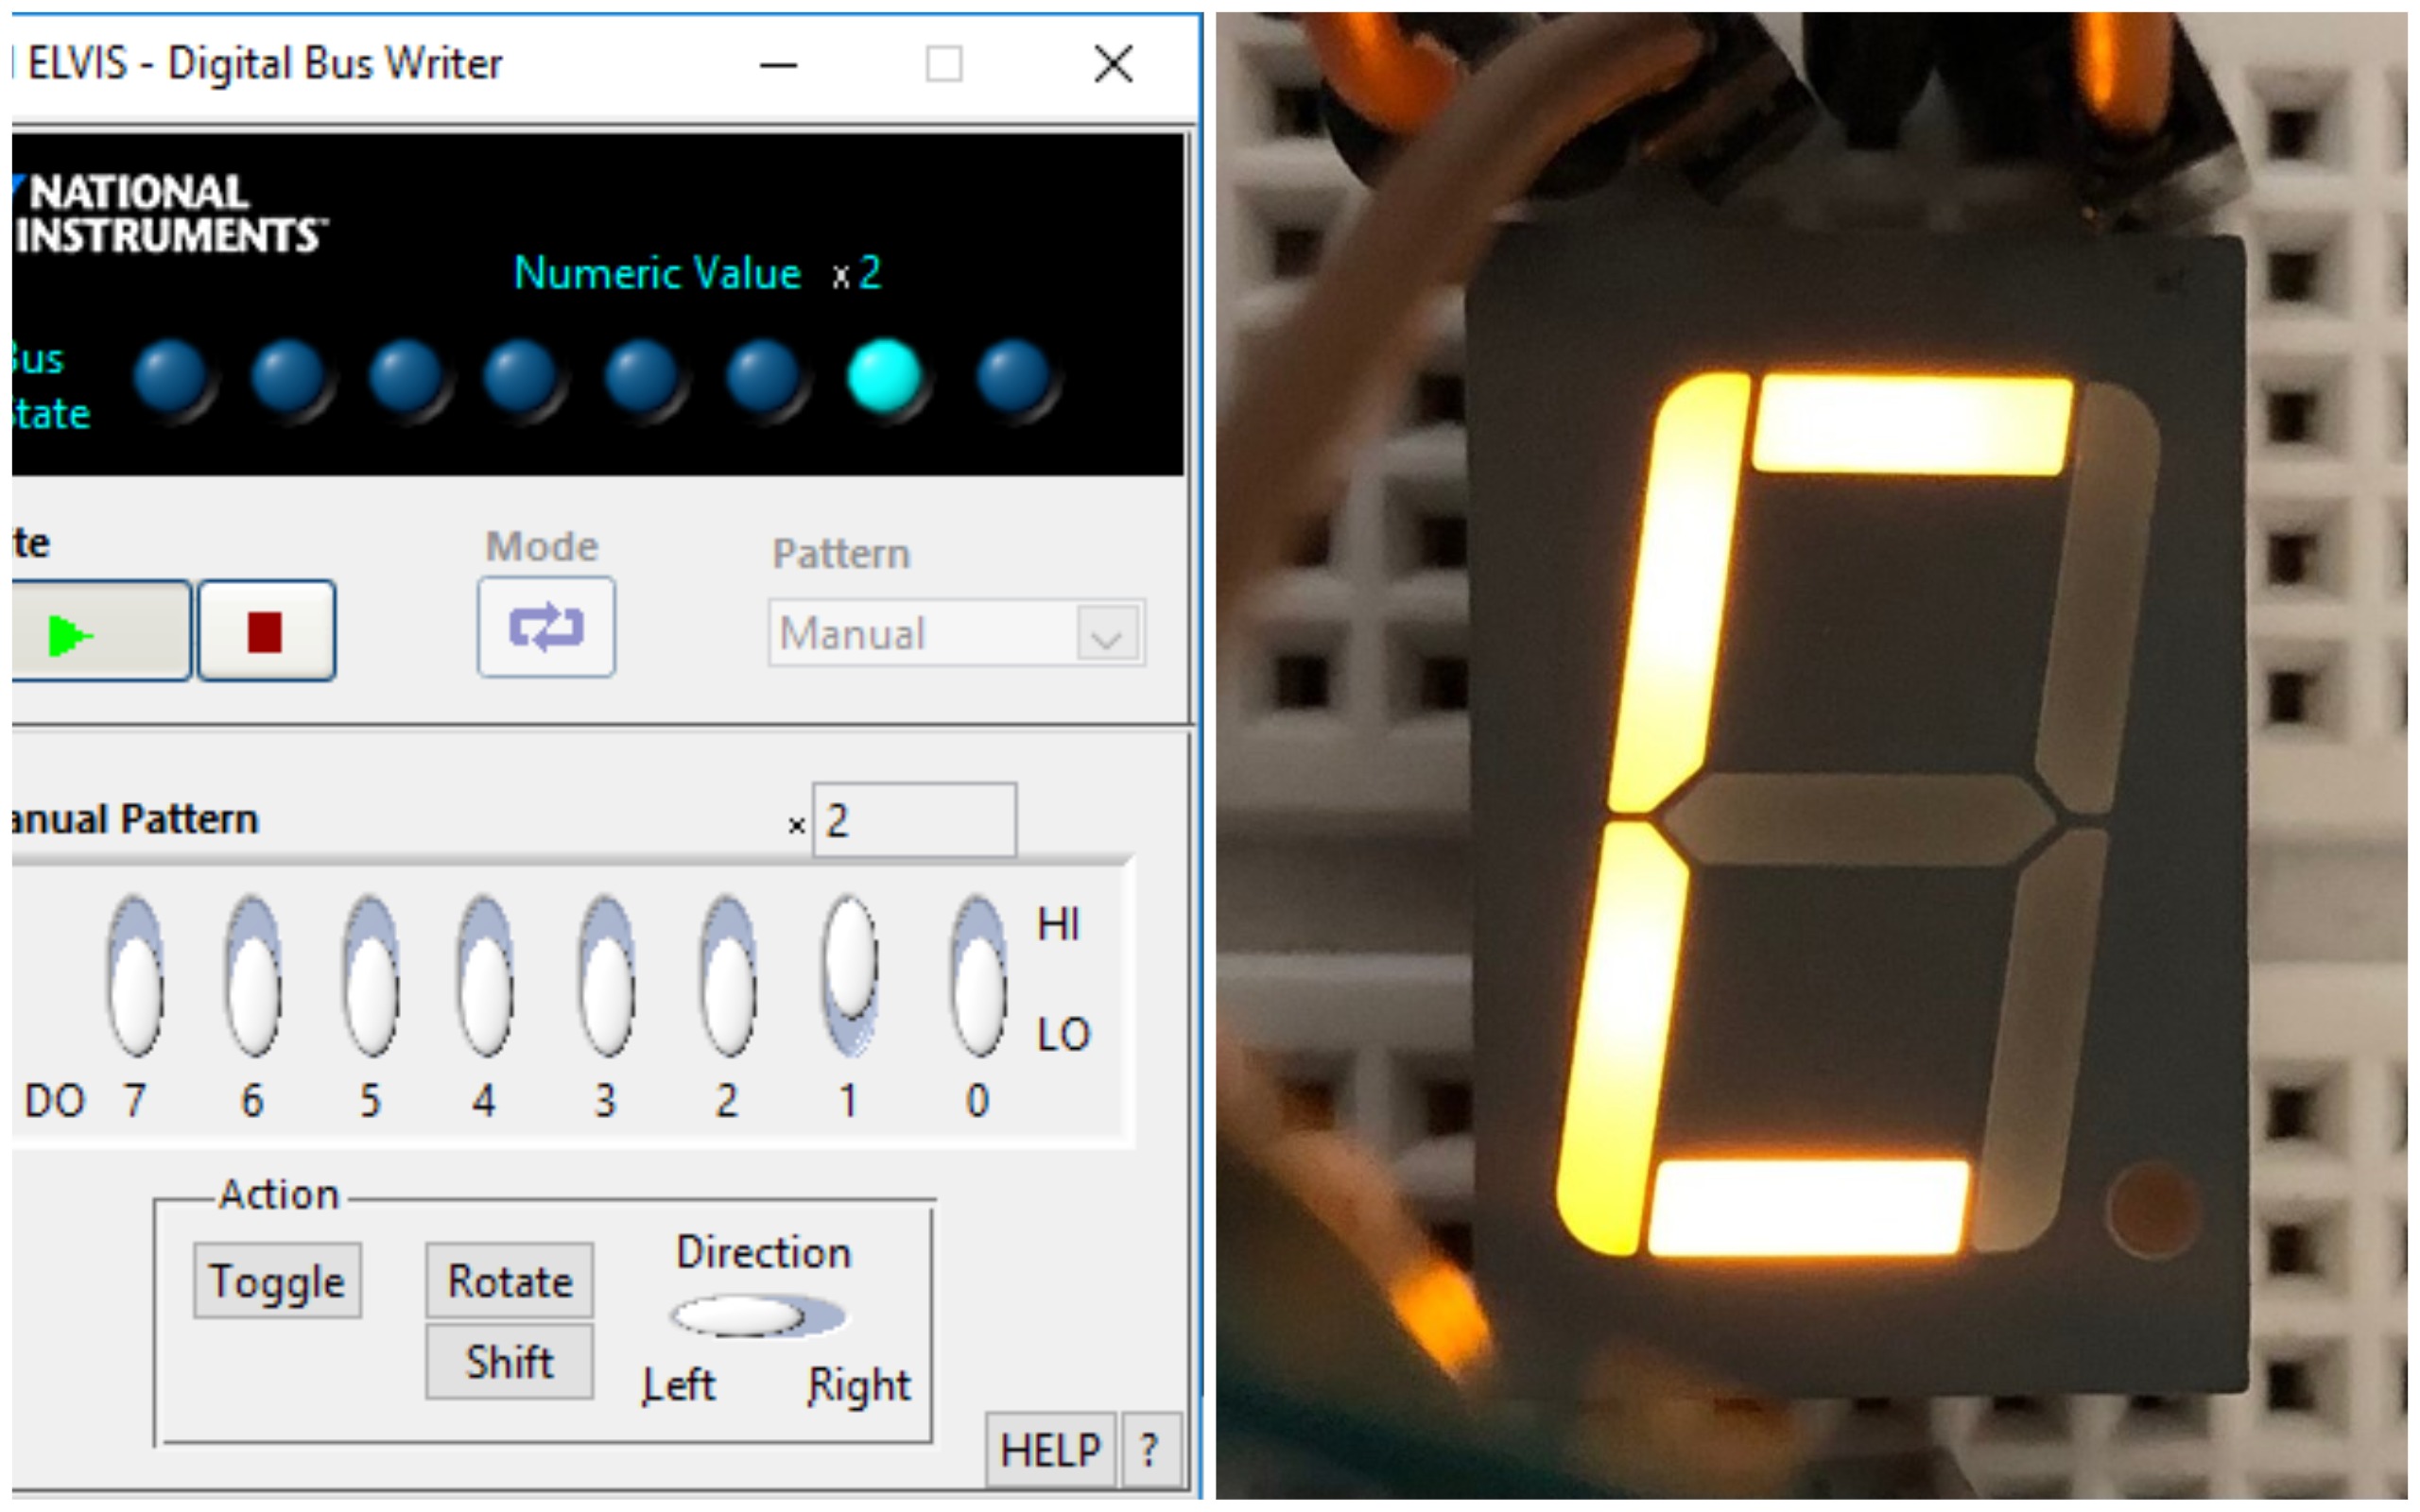 ELVIS - Digital Bus Writer
NATIONAL
INSTRUMENTS™
Numeric Value x 2
Bus
State
te
Mode
Pattern
Manual
anual Pattern
x 2
HI
LO
DO 7 6 5 4 3 2 1 0
Action
Toggle
Rotate
Shift
Direction
Left Right
HELP ?
C